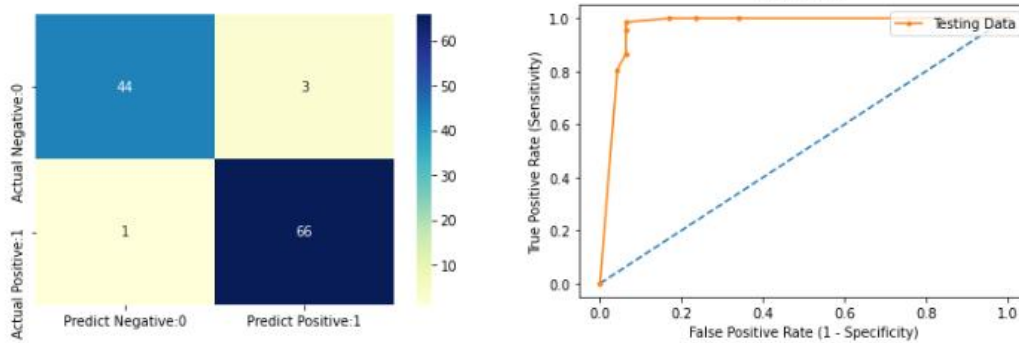 Actual Negative:0
Actual Positive:1
44
3
1
66
Predict Negative:0
Predict Positive:1
60
50
40
30
20
10
True Positive Rate (Sensitivity)
1.0
0.8
0.6
0.4
0.2
0.0
Testing Data
0.0 0.2 0.4 0.6 0.8 1.0
False Positive Rate (1 - Specificity)